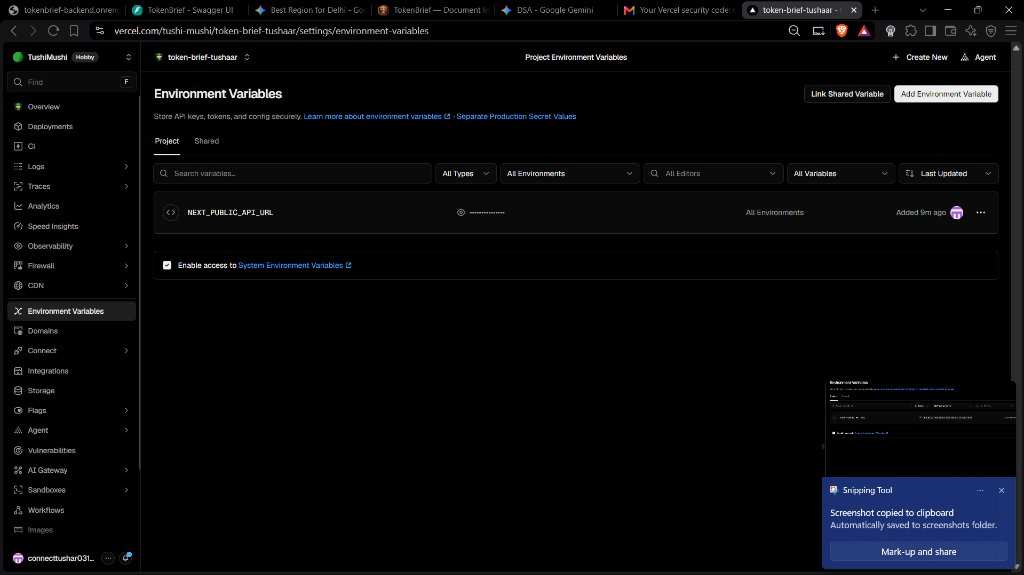 tokenbrief-backend.onren
TokenBrief - Swagger UI
Best Region for Delhi - Go
TokenBrief — Document I
DSA - Google Gemini
Your Vercel security code:
token-brief-tushaar -
vercel.com/tushi-mushi/token-brief-tushaar/settings/environment-variables
TushiMushi Hobby
token-brief-tushaar
Project Environment Variables
Create New
Agent
Find F
Overview
Deployments
CI
Logs
Traces
Analytics
Speed Insights
Observability
Firewall
CDN
Environment Variables
Domains
Connect
Integrations
Storage
Flags
Agent
Vulnerabilities
AI Gateway
Sandboxes
Workflows
Images
connecttushar031...
Environment Variables
Link Shared Variable
Add Environment Variable
Store API keys, tokens, and config securely. Learn more about environment variables · Separate Production Secret Values
Project Shared
Search variables...
All Types
All Environments
All Editors
All Variables
Last Updated
NEXT_PUBLIC_API_URL
•••••••••••••••
All Environments
Added 9m ago
Enable access to System Environment Variables
Environment Variables
Snipping Tool
Screenshot copied to clipboard
Automatically saved to screenshots folder.
Mark-up and share